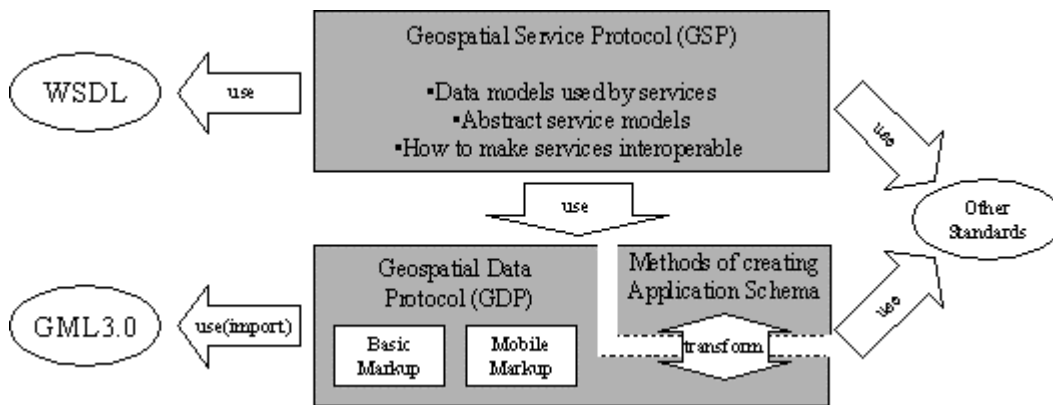 Geospatial Service Protocol (GSP)
▪Data models used by services
▪Abstract service models
▪How to make services interoperable
WSDL
use
use
use
Other
Standards
Geospatial Data
Protocol (GDP)
Methods of creating
Application Schema
GML3.0
use(import)
Basic
Markup
Mobile
Markup
transform
use